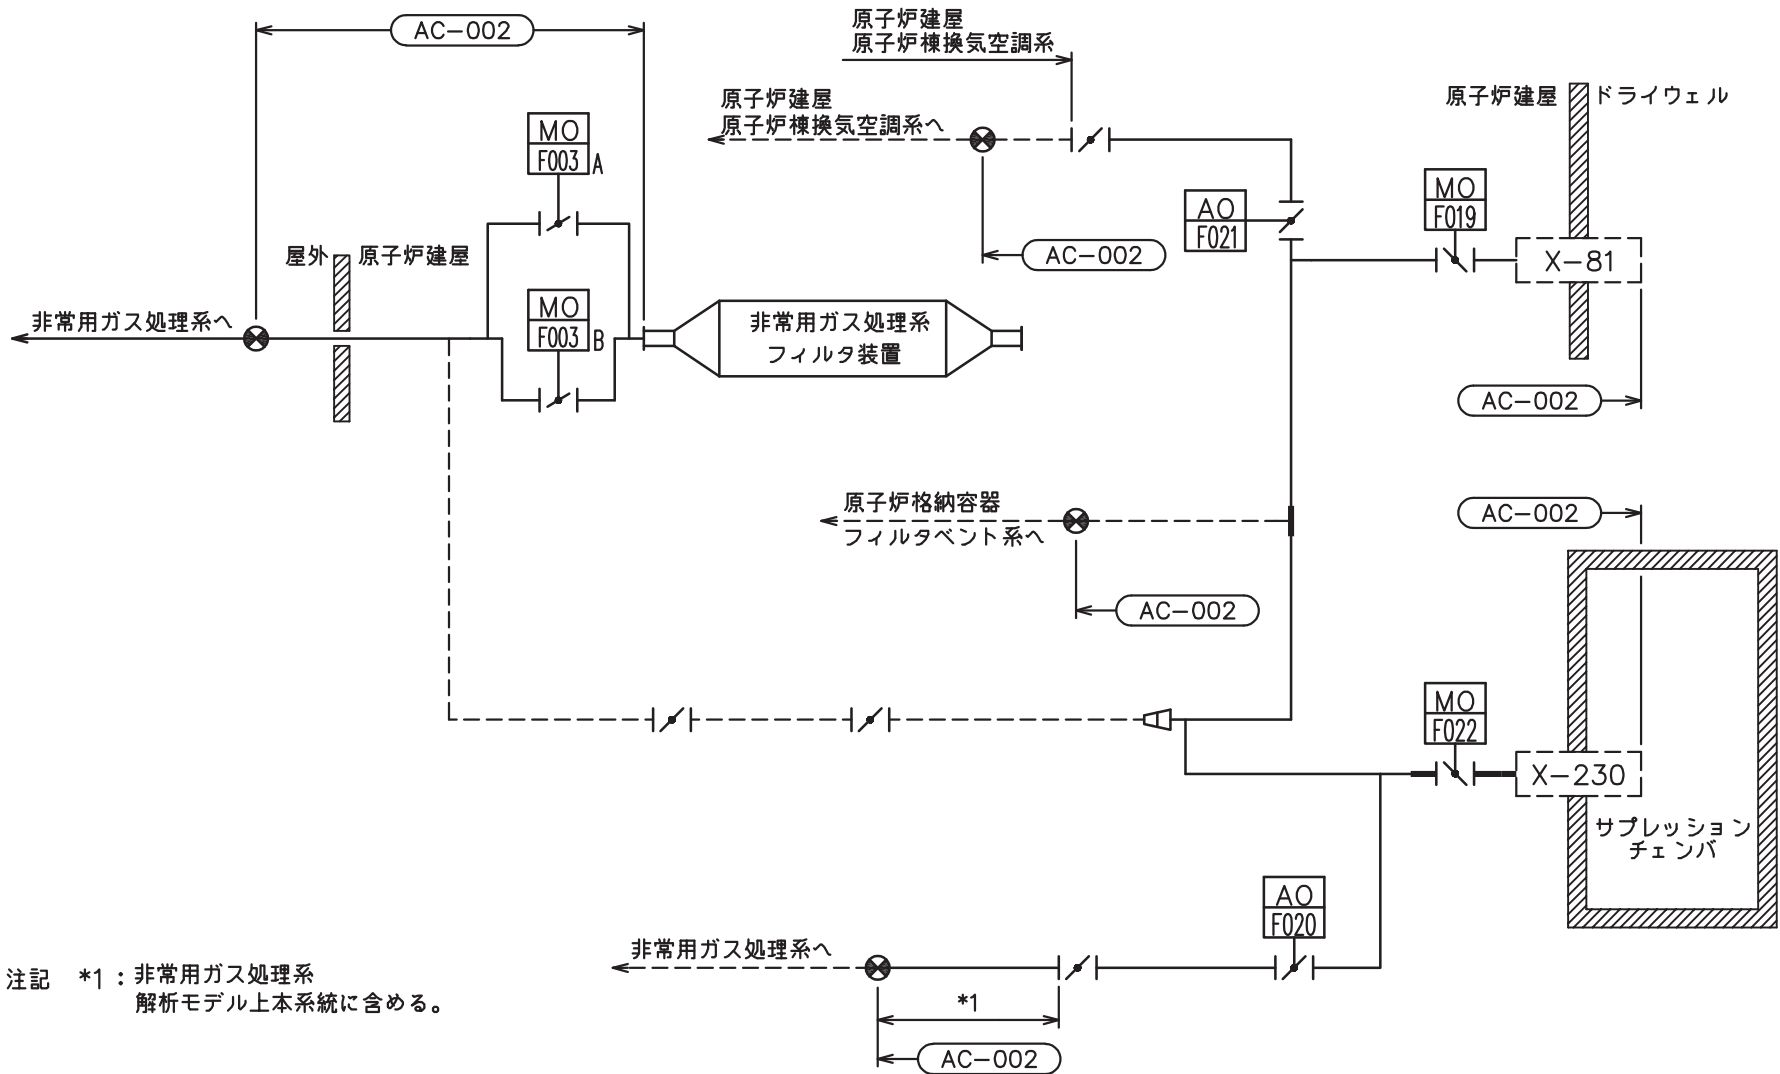 AC-002
原子炉建屋
原子炉棟換気空調系
原子炉建屋
原子炉棟換気空調系へ
原子炉建屋
ドライウェル
MO
F003
A
MO
F019
AO
F021
屋外
原子炉建屋
AC-002
X-81
MO
F003
B
非常用ガス処理系へ
非常用ガス処理系
フィルタ装置
AC-002
原子炉格納容器
フィルタベント系へ
AC-002
AC-002
MO
F022
X-230
サプレッション
チェンバ
AO
F020
非常用ガス処理系へ
注記 *1：非常用ガス処理系
解析モデル上本系統に含める。
*1
AC-002